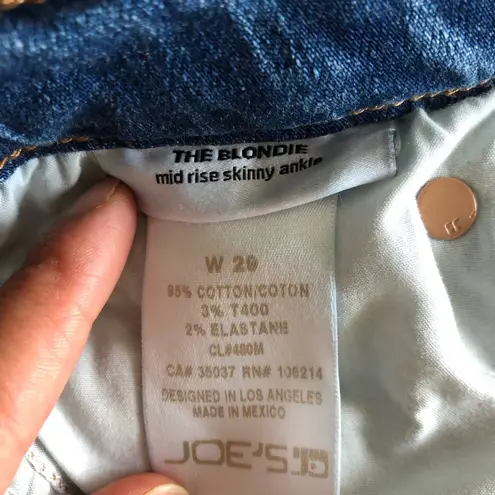 THE BLONDIE
mid rise skinny ankle
W 29
95% COTTON/COTON
3% T400
2% ELASTANE
CL#480M
CA# 35037 RN# 106214
DESIGNED IN LOS ANGELES
MADE IN MEXICO
JOE'S